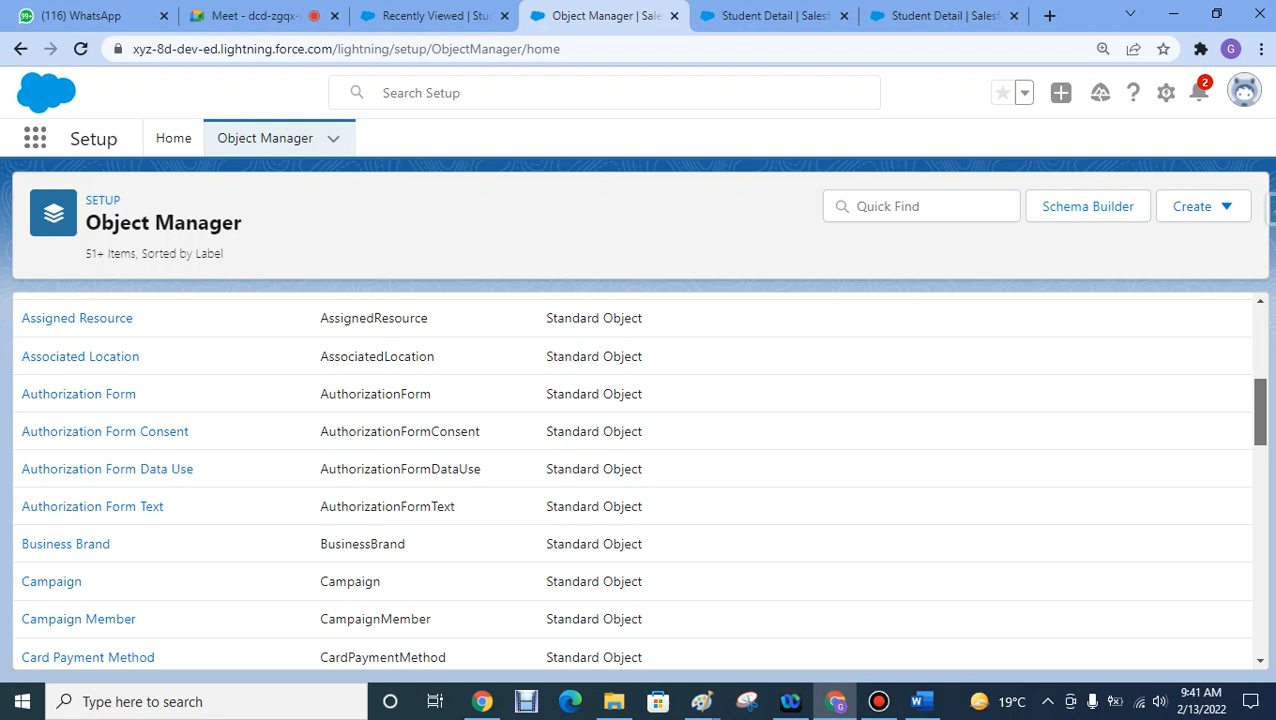 (116) WhatsApp
Meet - dcd-zgqx-
Recently Viewed | Stu
Object Manager | Sale
Student Detail | Salesf
Student Detail | Salesf
xyz-8d-dev-ed.lightning.force.com/lightning/setup/ObjectManager/home
G
Search Setup
2
Setup
Home
Object Manager
SETUP
Object Manager
51+ Items, Sorted by Label
Quick Find
Schema Builder
Create
Assigned Resource AssignedResource Standard Object
Associated Location AssociatedLocation Standard Object
Authorization Form AuthorizationForm Standard Object
Authorization Form Consent AuthorizationFormConsent Standard Object
Authorization Form Data Use AuthorizationFormDataUse Standard Object
Authorization Form Text AuthorizationFormText Standard Object
Business Brand BusinessBrand Standard Object
Campaign Campaign Standard Object
Campaign Member CampaignMember Standard Object
Card Payment Method CardPaymentMethod Standard Object
Type here to search
19°C
9:41 AM
2/13/2022